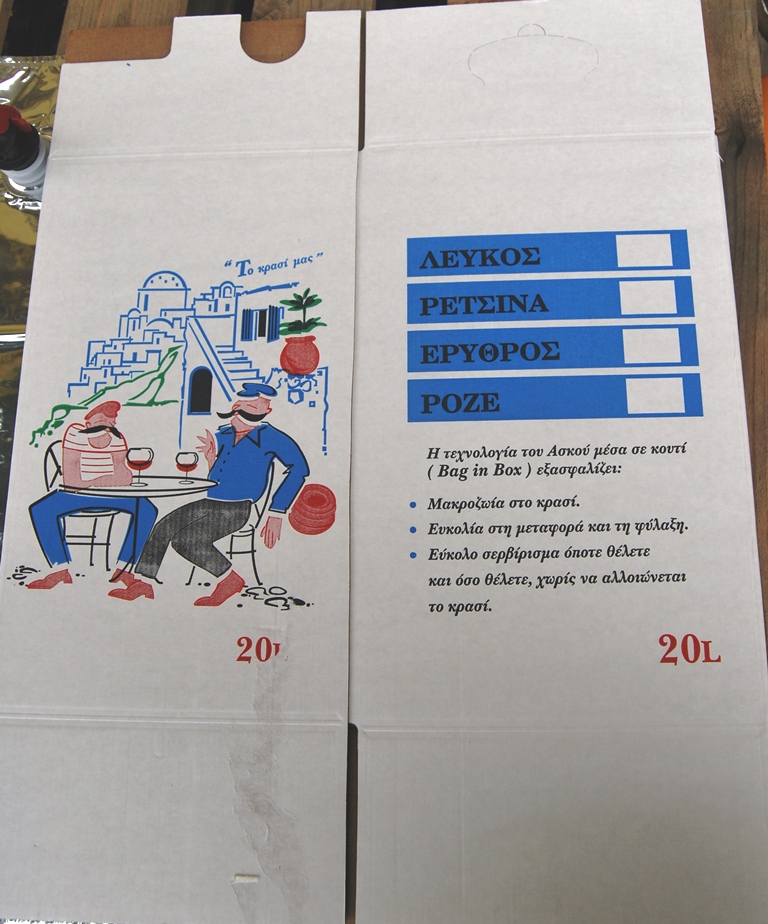 “ Το κρασί μας ”
20L
ΛΕΥΚΟΣ
ΡΕΤΣΙΝΑ
ΕΡΥΘΡΟΣ
ΡΟΖΕ
Η τεχνολογία του Ασκού μέσα σε κουτί
( Bag in Box ) εξασφαλίζει:
• Μακροζωία στο κρασί.
• Ευκολία στη μεταφορά και τη φύλαξη.
• Εύκολο σερβίρισμα όποτε θέλετε
και όσο θέλετε, χωρίς να αλλοιώνεται
το κρασί.
20L